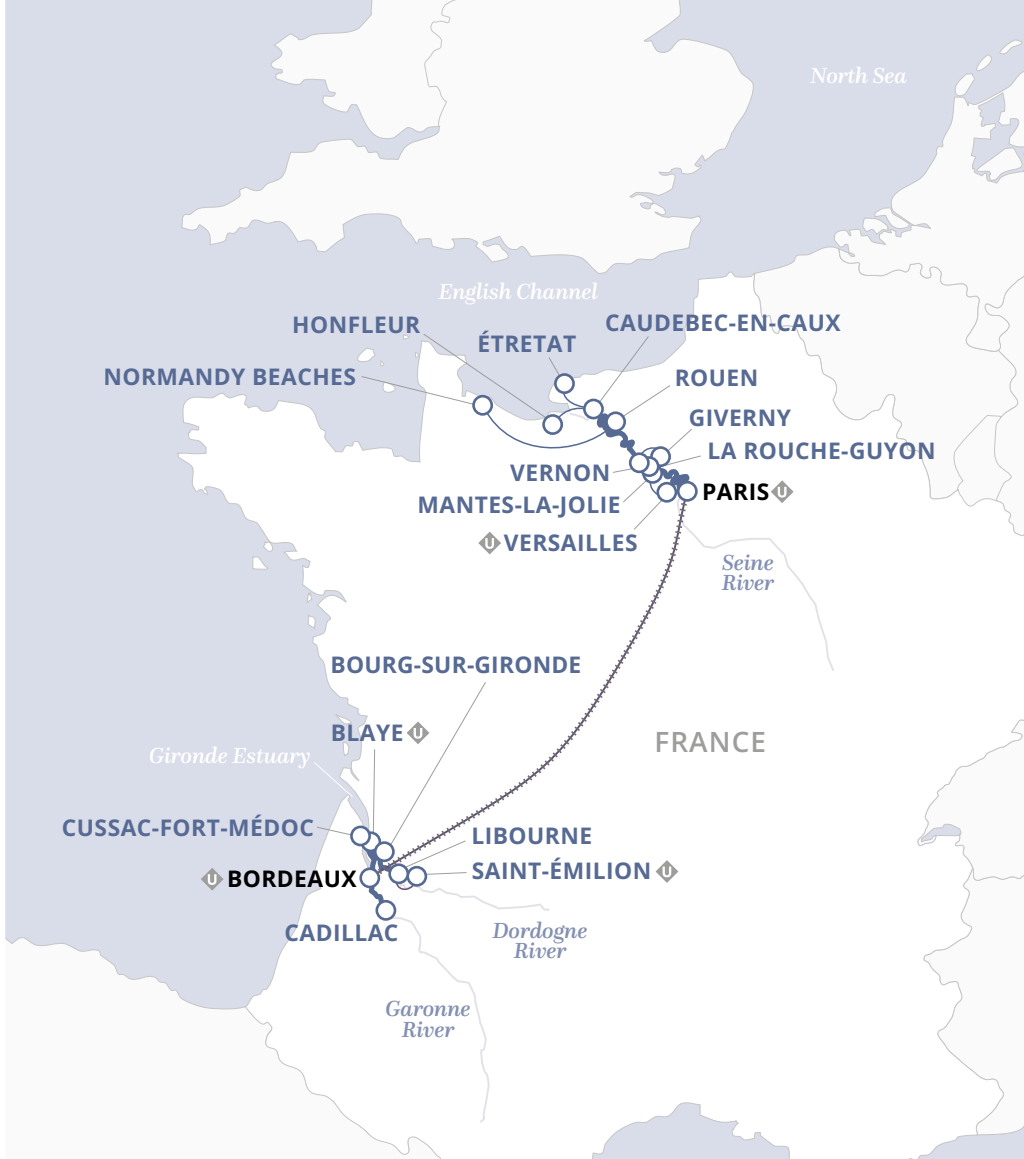 North Sea
English Channel
HONFLEUR
CAUDEBEC-EN-CAUX
ÉTRETAT
NORMANDY BEACHES
ROUEN
GIVERNY
LA ROUCHE-GUYON
VERNON
PARIS U
MANTES-LA-JOLIE
U VERSAILLES
Seine
River
BOURG-SUR-GIRONDE
BLAYE U
FRANCE
Gironde Estuary
CUSSAC-FORT-MÉDOC
LIBOURNE
SAINT-ÉMILION U
U BORDEAUX
CADILLAC
Dordogne
River
Garonne
River